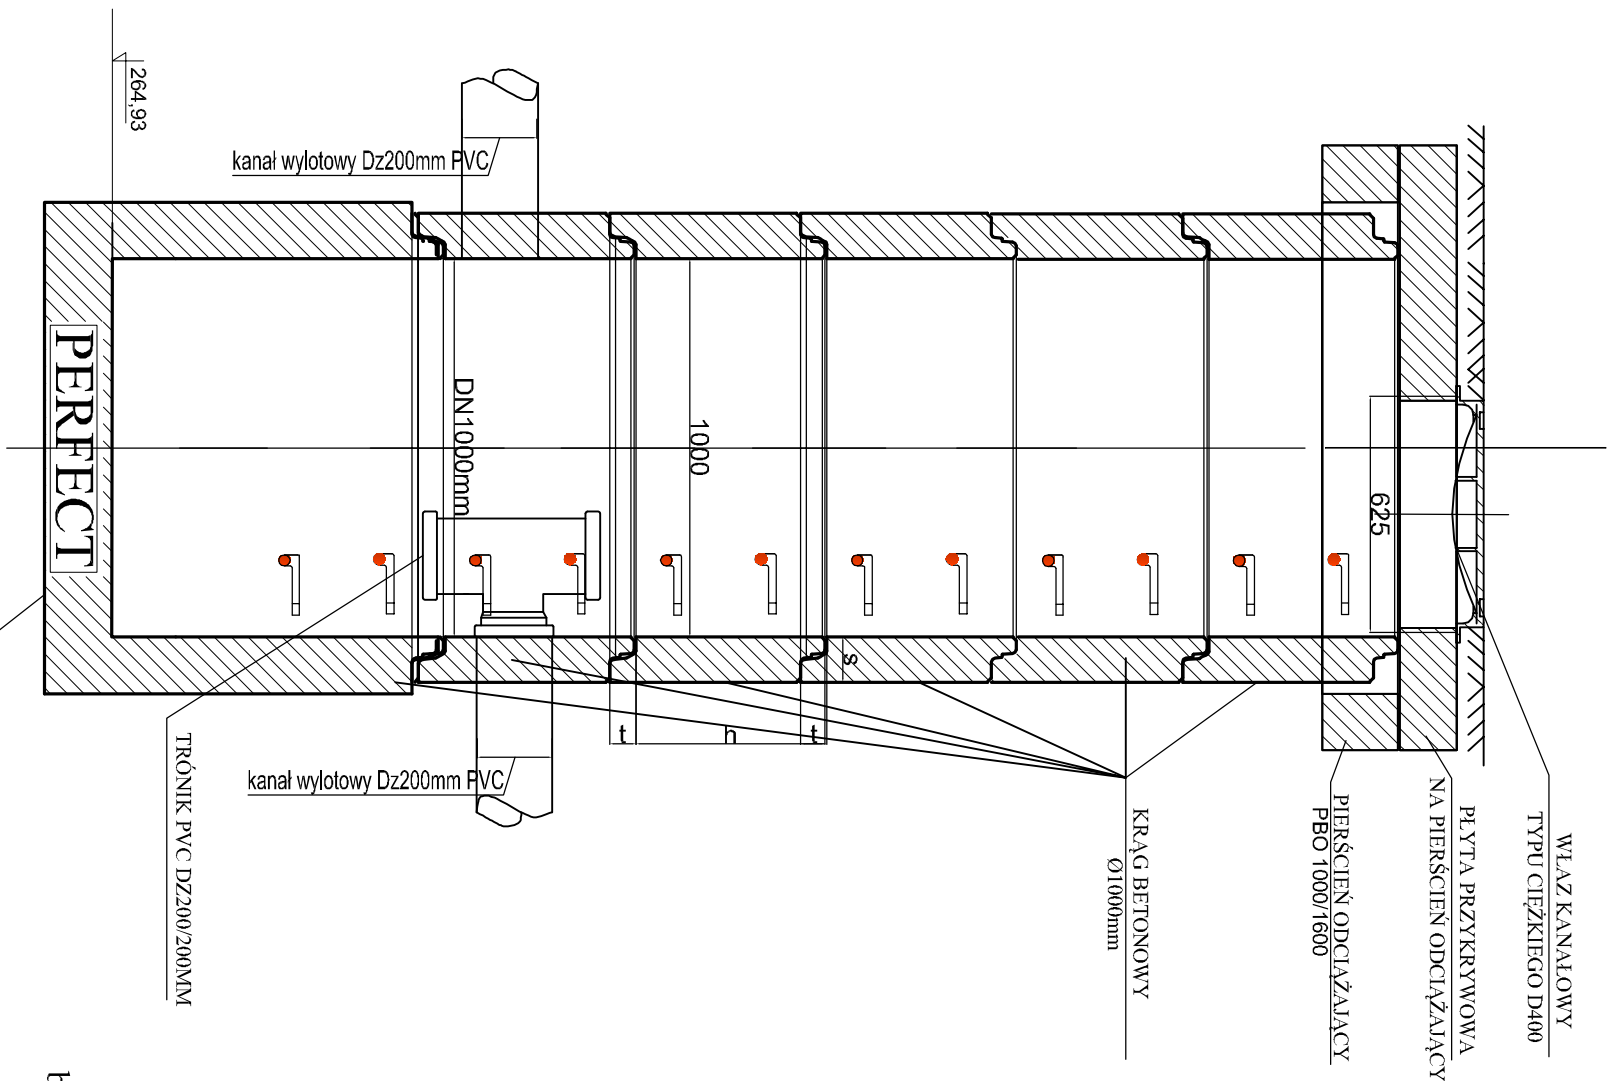 WŁAZ KANAŁOWY
TYPU CIĘŻKIEGO D400
PŁYTA PRZYKRYWOWA
NA PIERŚCIEŃ ODCIĄŻAJĄCY
PIERŚCIEŃ ODCIĄŻAJĄCY
PBO 1000/1600
625
KRĄG BETONOWY
Ø1000mm
s
t
h
t
1000
DN1000mm
kanał wylotowy Dz200mm PVC
kanał wylotowy Dz200mm PVC
TRÓNIK PVC DZ200/200MM
264,93
PERFECT